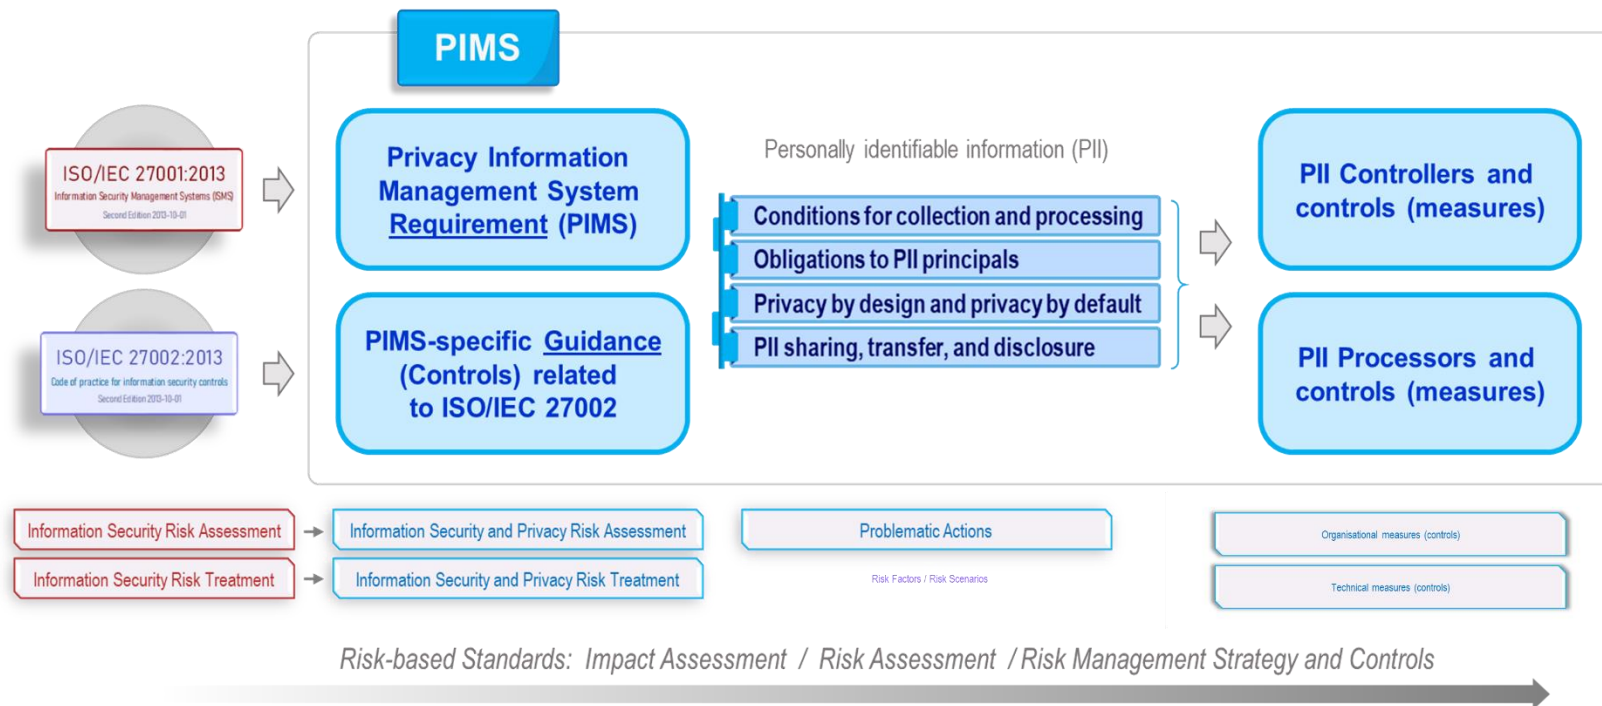 PIMS
ISO/IEC 27001:2013
Information Security Management Systems (ISMS)
Second Edition 2013-10-01
Privacy Information
Management System
Requirement (PIMS)
Personally identifiable information (PII)
Conditions for collection and processing
Obligations to PII principals
Privacy by design and privacy by default
PII sharing, transfer, and disclosure
PII Controllers and
controls (measures)
ISO/IEC 27002:2013
Code of practice for information security controls
Second Edition 2013-10-01
PIMS-specific Guidance
(Controls) related
to ISO/IEC 27002
PII Processors and
controls (measures)
Information Security Risk Assessment
Information Security and Privacy Risk Assessment
Problematic Actions
Organisational measures (controls)
Information Security Risk Treatment
Information Security and Privacy Risk Treatment
Risk Factors / Risk Scenarios
Technical measures (controls)
Risk-based Standards: Impact Assessment / Risk Assessment / Risk Management Strategy and Controls